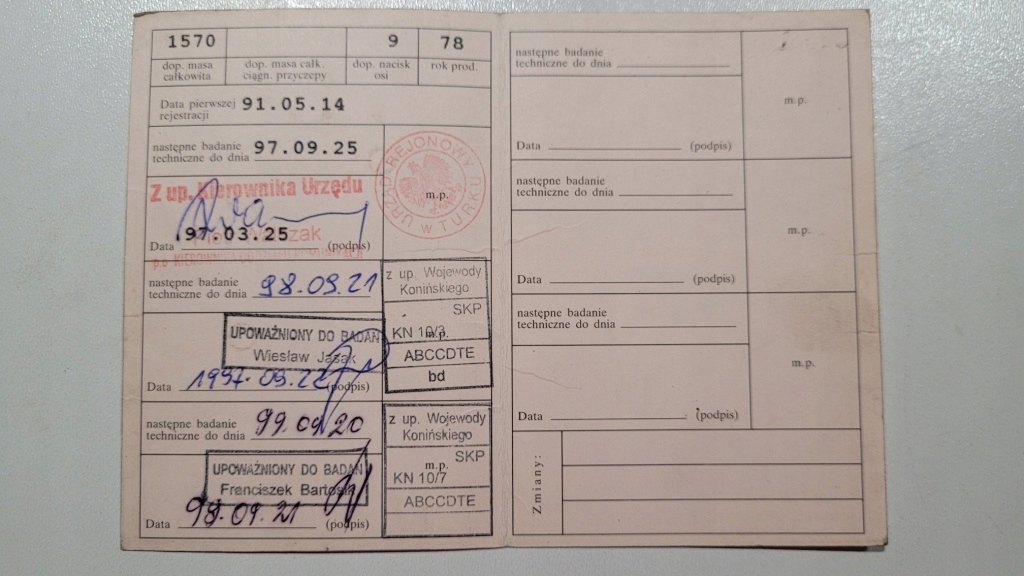 1570 9 78
dop. masa całkowita
dop. masa całk. ciągn. przyczepy
dop. nacisk osi
rok prod.
Data pierwszej rejestracji 91.05.14
następne badanie
techniczne do dnia 97.09.25
URZĄD REJONOWY w TURKU
m.p.
Z up. Kierownika Urzędu
Data 97.03.25 (podpis)
następne badanie
techniczne do dnia 98.09.21
z up. Wojewody
Konińskiego
SKP
KN 10/3
m.p.
ABCCDTE
bd
UPOWAŻNIONY DO BADAŃ
Wiesław Jasak
Data 1997.09.22 (podpis)
następne badanie
techniczne do dnia 99.09.20
z up. Wojewody
Konińskiego
SKP
m.p.
KN 10/7
ABCCDTE
UPOWAŻNIONY DO BADAŃ
Franciszek
Data 98.09.21 (podpis)
następne badanie
techniczne do dnia
m.p.
Data (podpis)
następne badanie
techniczne do dnia
m.p.
Data (podpis)
następne badanie
techniczne do dnia
m.p.
Data (podpis)
Zmiany: